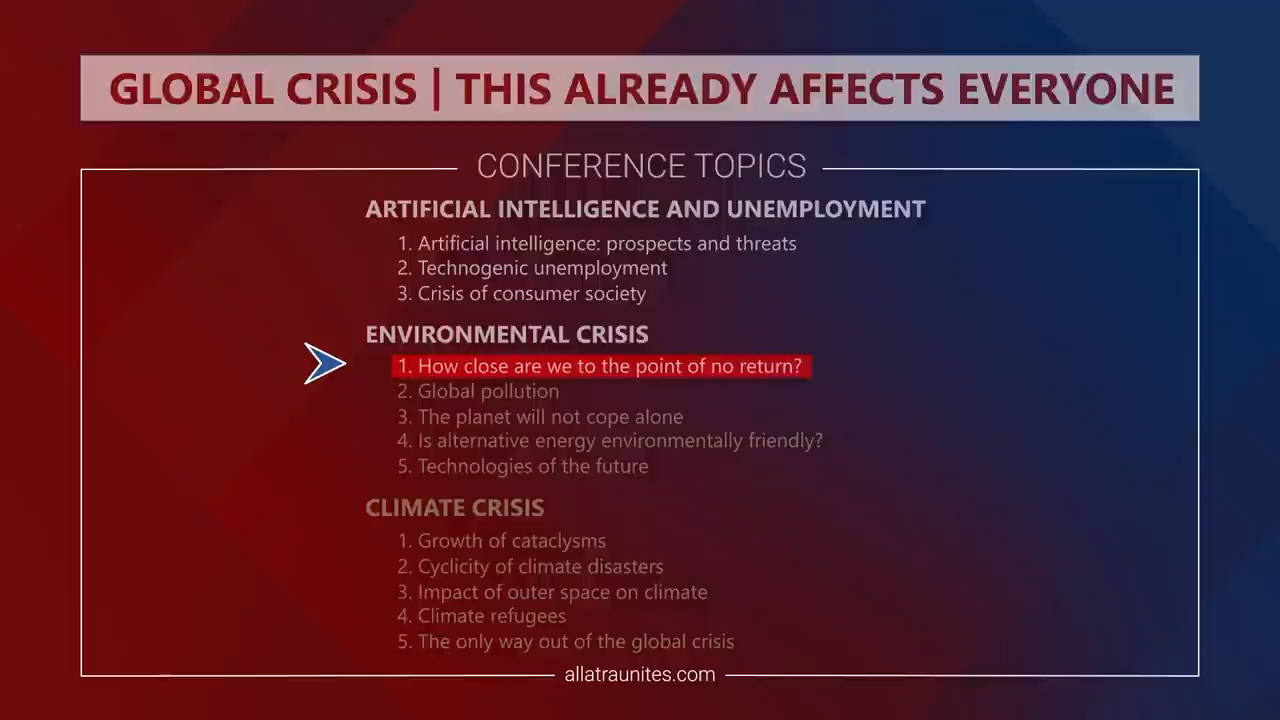 GLOBAL CRISIS | THIS ALREADY AFFECTS EVERYONE
CONFERENCE TOPICS
ARTIFICIAL INTELLIGENCE AND UNEMPLOYMENT
1. Artificial intelligence: prospects and threats
2. Technogenic unemployment
3. Crisis of consumer society
ENVIRONMENTAL CRISIS
1. How close are we to the point of no return?
2. Global pollution
3. The planet will not cope alone
4. Is alternative energy environmentally friendly?
5. Technologies of the future
CLIMATE CRISIS
1. Growth of cataclysms
2. Cyclicity of climate disasters
3. Impact of outer space on climate
4. Climate refugees
5. The only way out of the global crisis
allatraunites.com